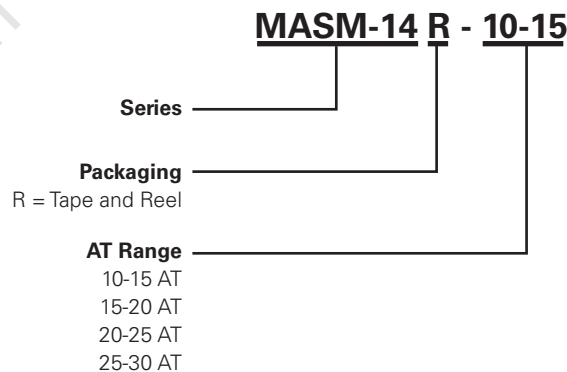 MASM-14 R - 10-15
Series
Packaging
R = Tape and Reel
AT Range
10-15 AT
15-20 AT
20-25 AT
25-30 AT